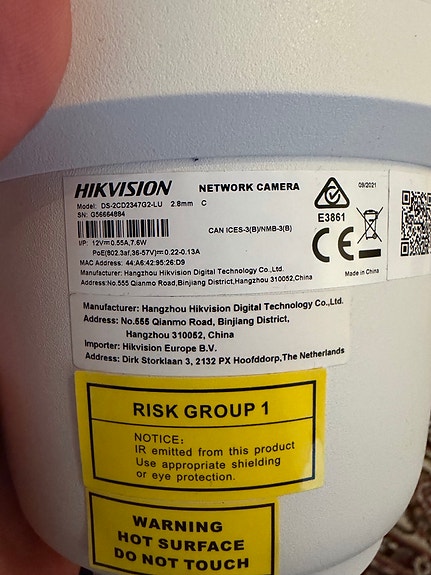 HIKVISION NETWORK CAMERA
09/2021
Model: DS-2CD2347G2-LU 2.8mm C
SN: G56664884
E3861
CAN ICES-3(B)/NMB-3(B)
I/P: 12V⎓0.55A,7.6W
PoE(802.3af,36-57V)⎓0.22-0.13A
CE
MAC Address: 44:A6:42:95:26:D9
Made in China
Manufacturer: Hangzhou Hikvision Digital Technology Co.,Ltd.
Address:No.555 Qianmo Road, Binjiang District,Hangzhou 310052,China
Manufacturer: Hangzhou Hikvision Digital Technology Co.,Ltd.
Address: No.555 Qianmo Road, Binjiang District,
Hangzhou 310052, China
Importer: Hikvision Europe B.V.
Address: Dirk Storklaan 3, 2132 PX Hoofddorp,The Netherlands
RISK GROUP 1
NOTICE:
IR emitted from this product
Use appropriate shielding
or eye protection.
WARNING
HOT SURFACE
DO NOT TOUCH